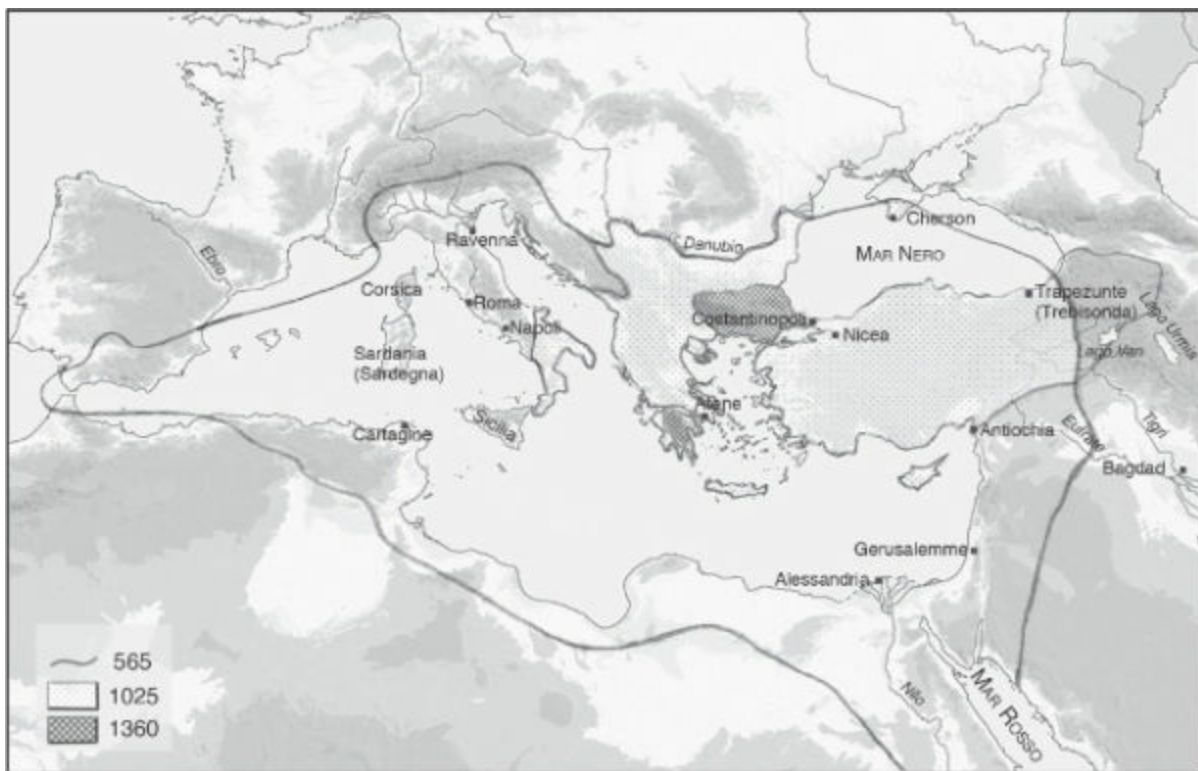 Cherson
Danubio
Ravenna
MAR NERO
Ebro
Corsica
Roma
Trapezunte
(Trebisonda)
Costantinopoli
Napoli
Nicea
Lago Urmia
Lago Van
Sardania
(Sardegna)
Atene
Sicilia
Cartagine
Antiochia
Eufrate
Tigri
Bagdad
Gerusalemme
Alessandria
Nilo
MAR ROSSO
565
1025
1360